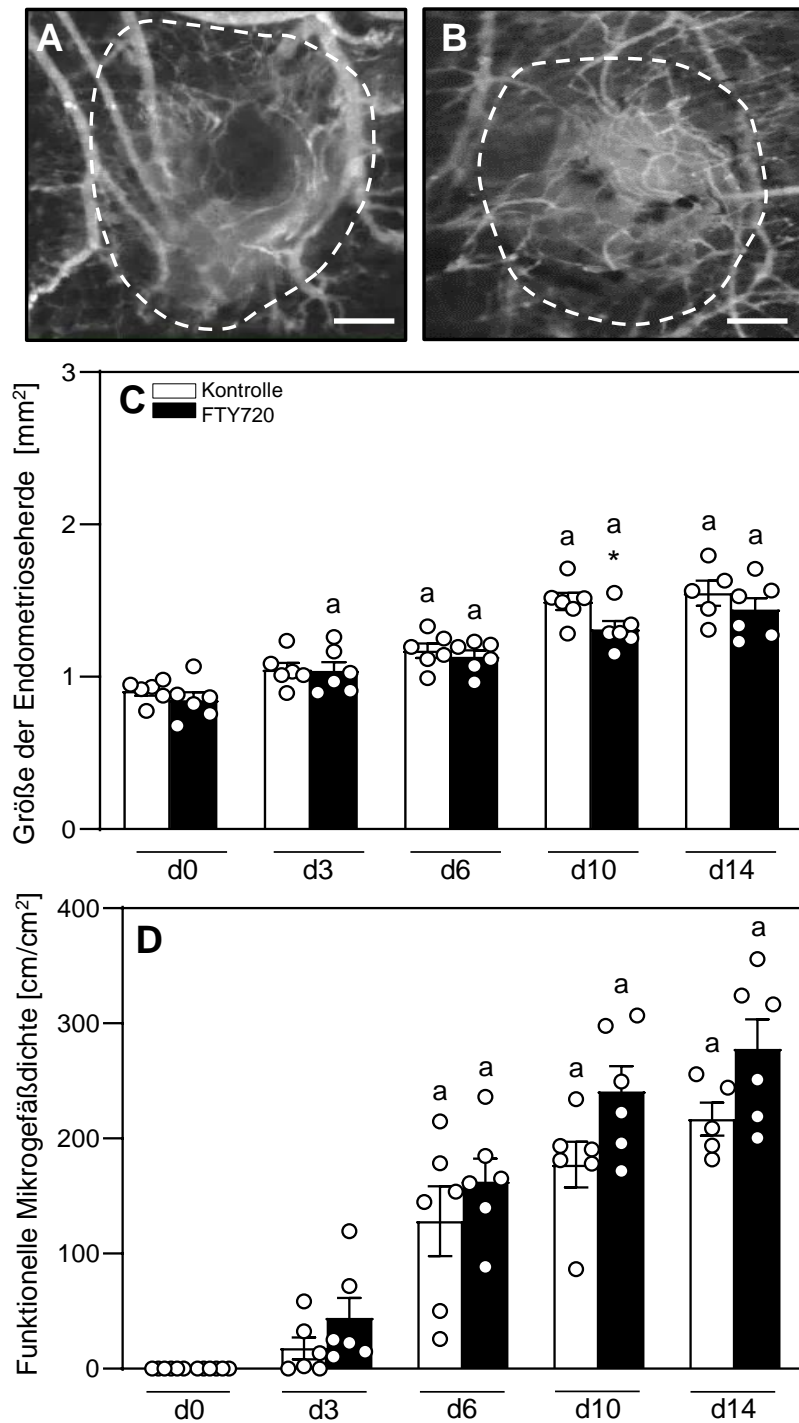 A
B
C
Kontrolle
FTY720
Größe der Endometrioseherde [mm²]
3
2
1
0
a
a
a
a
a
*
a
a
d0
d3
d6
d10
d14
D
Funktionelle Mikrogefäßdichte [cm/cm²]
400
300
200
100
0
a
a
a
a
a
a
d0
d3
d6
d10
d14